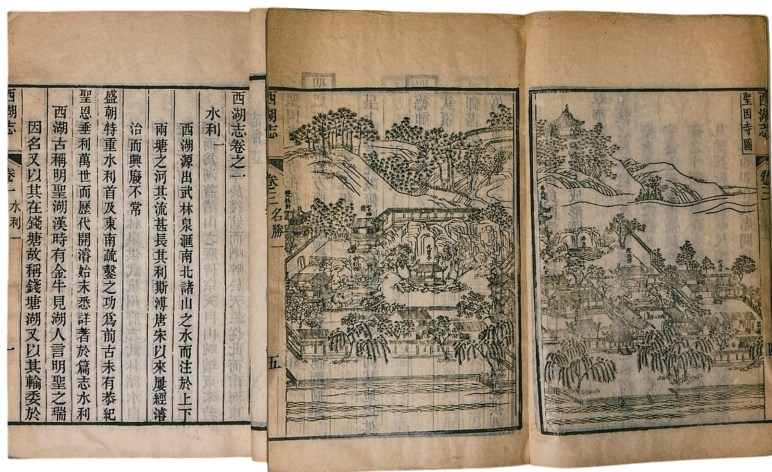 西湖志
卷三
聖因寺圖
西湖志
卷三
名勝一
五
西湖志卷之一
水利一
西湖源出武林泉滙南北諸山之水而注於上下
兩塘之河其流甚長其利斯溥唐宋以來屢經濬
治而興廢不常
盛朝特重水利首及東南疏鑿之功爲前古未有恭紀
聖恩垂利萬世而歷代開濬始末悉詳著於篇志水利
西湖古稱明聖湖漢時有金牛見湖人言明聖之瑞
因名又以其在錢塘故稱錢塘湖又以其輸委於
西湖志
卷一
水利一
一